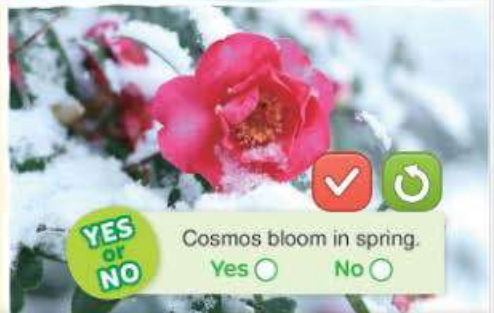 YES
or
NO
Cosmos bloom in spring.
Yes
No